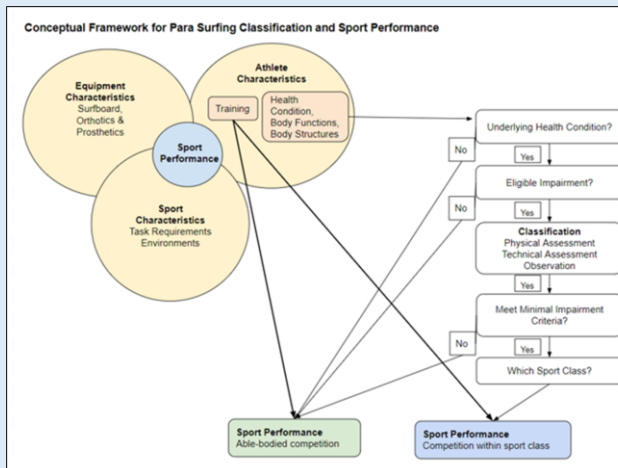 Conceptual Framework for Para Surfing Classification and Sport Performance
Equipment
Characteristics
Surfboard,
Orthotics &
Prosthetics
Athlete
Characteristics
Training
Health
Condition,
Body Functions,
Body Structures
Sport
Performance
Sport
Characteristics
Task Requirements
Environments
Underlying Health Condition?
No
Yes
Eligible Impairment?
No
Yes
Classification
Physical Assessment
Technical Assessment
Observation
Yes
Meet Minimal Impairment
Criteria?
No
Yes
Which Sport Class?
Sport Performance
Able-bodied competition
Sport Performance
Competition within sport class